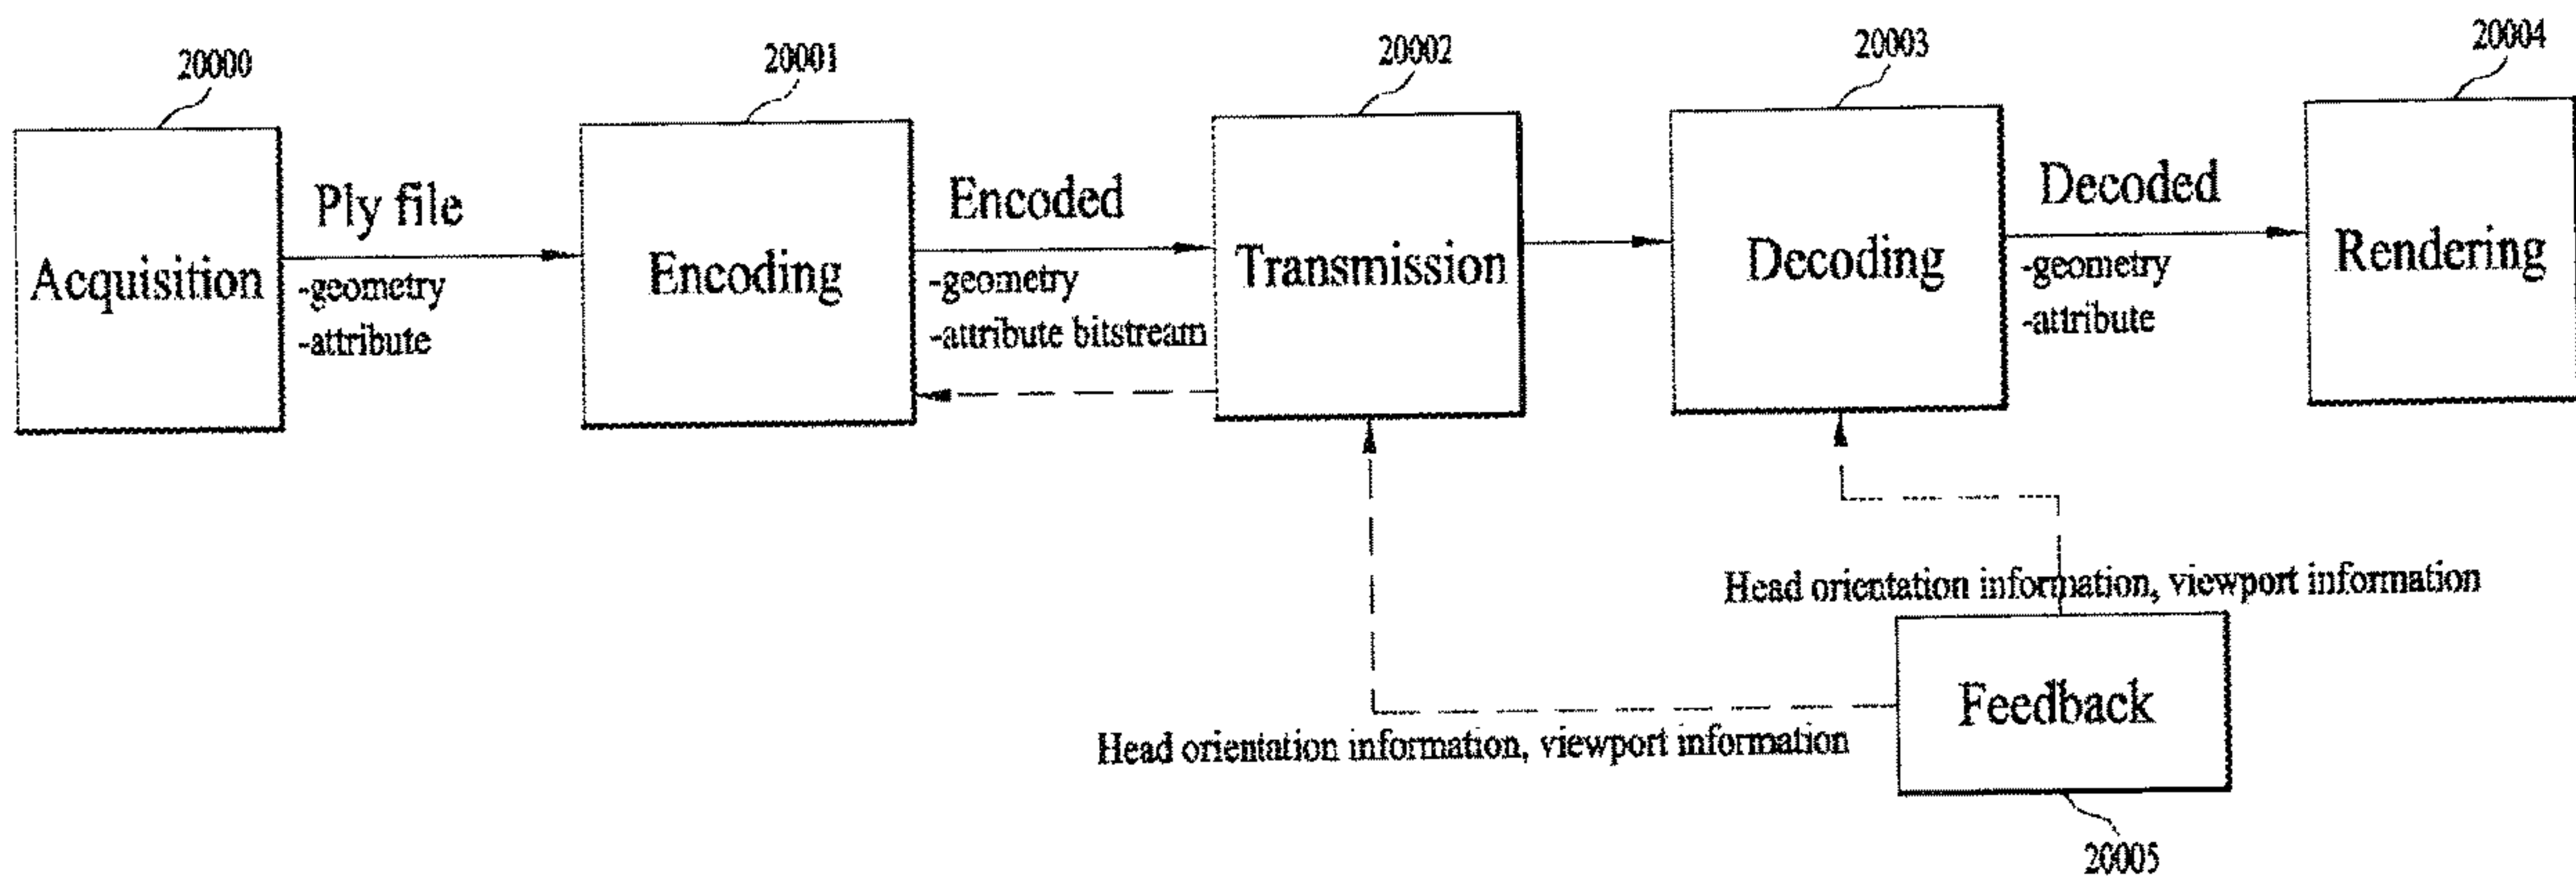 20000
20001
20002
20003
20004
Acquisition
Ply file
-geometry
-attribute
Encoding
Encoded
-geometry
-attribute bitstream
Transmission
Decoding
Decoded
-geometry
-attribute
Rendering
Head orientation information, viewport information
Feedback
Head orientation information, viewport information
20005